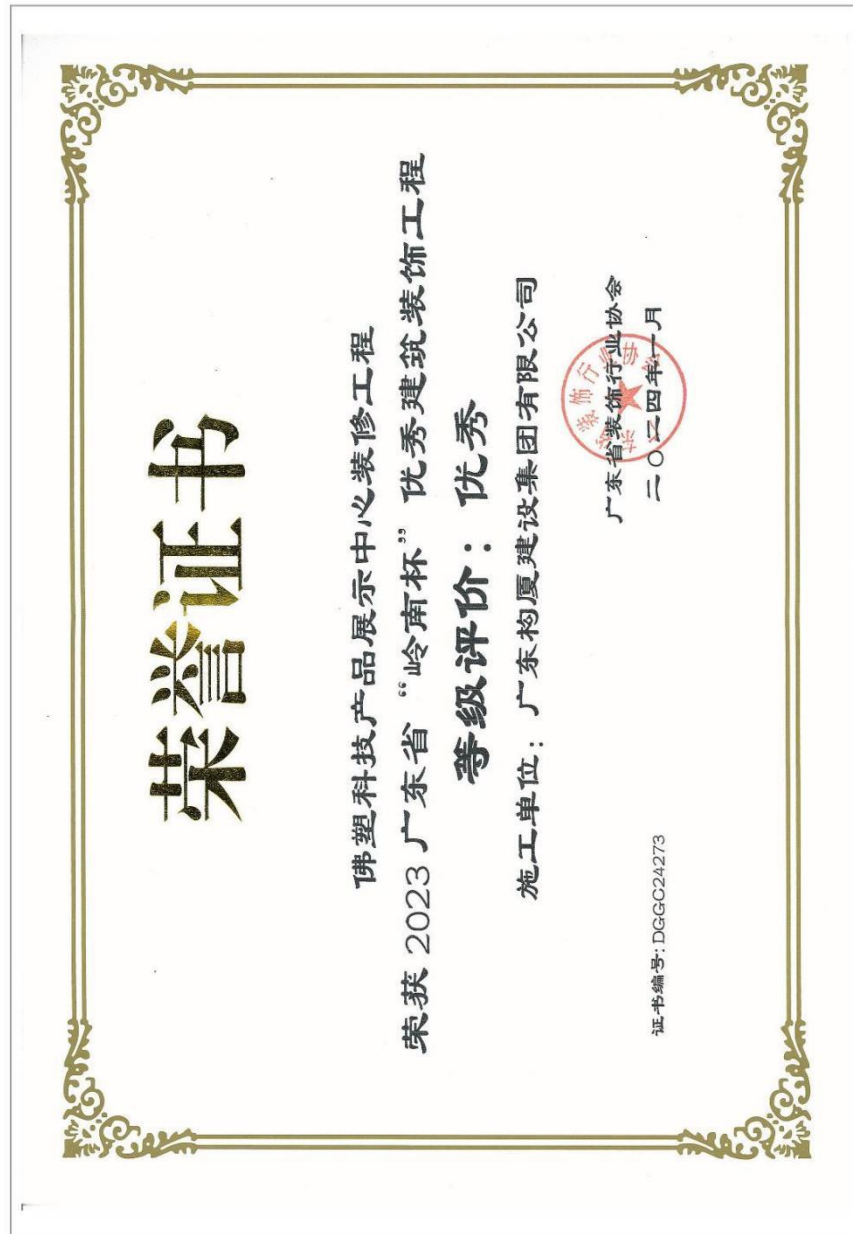 荣誉证书
佛塑科技产品展示中心装修工程
荣获 2023 广东省 “岭南杯” 优秀建筑装饰工程
等级评价：优秀
施工单位：广东构厦建设集团有限公司
广东省装饰行业协会
二〇二四年一月
证书编号: DGGC24273